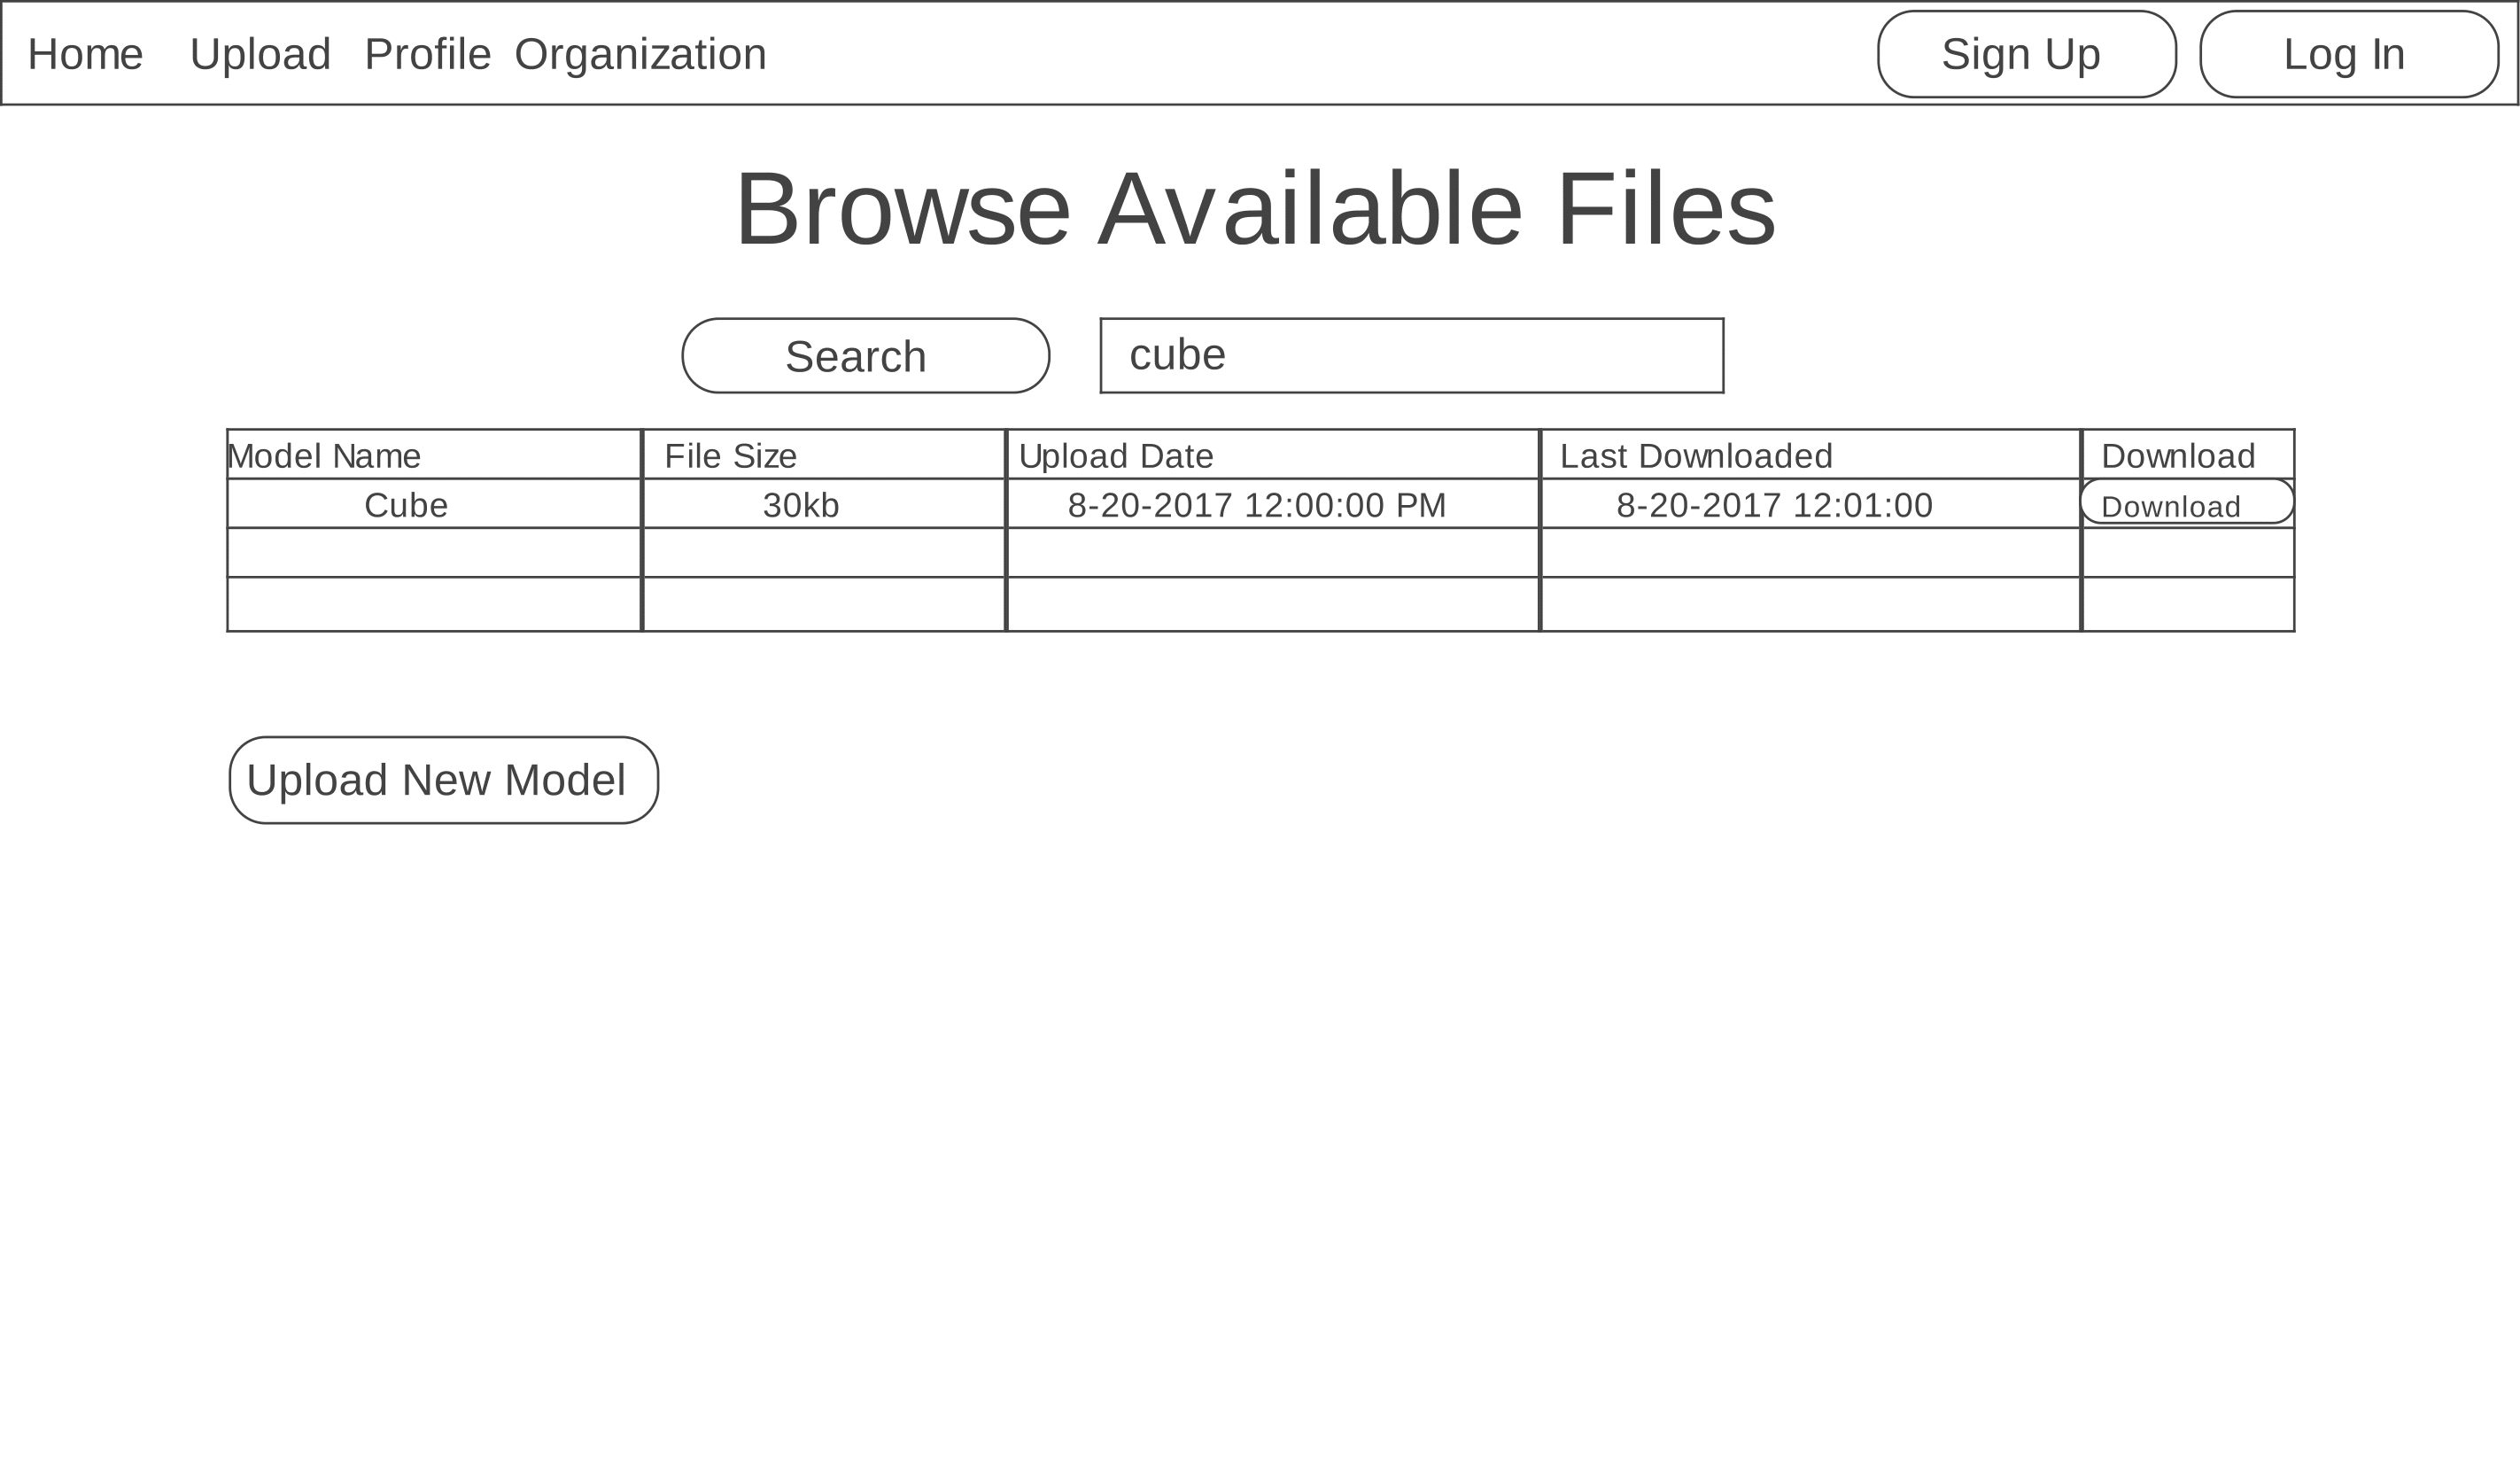 Home Upload Profile Organization Sign Up Log In
Browse Available Files
Search cube
Model Name File Size Upload Date Last Downloaded Download
Cube 30kb 8-20-2017 12:00:00 PM 8-20-2017 12:01:00 Download
Upload New Model